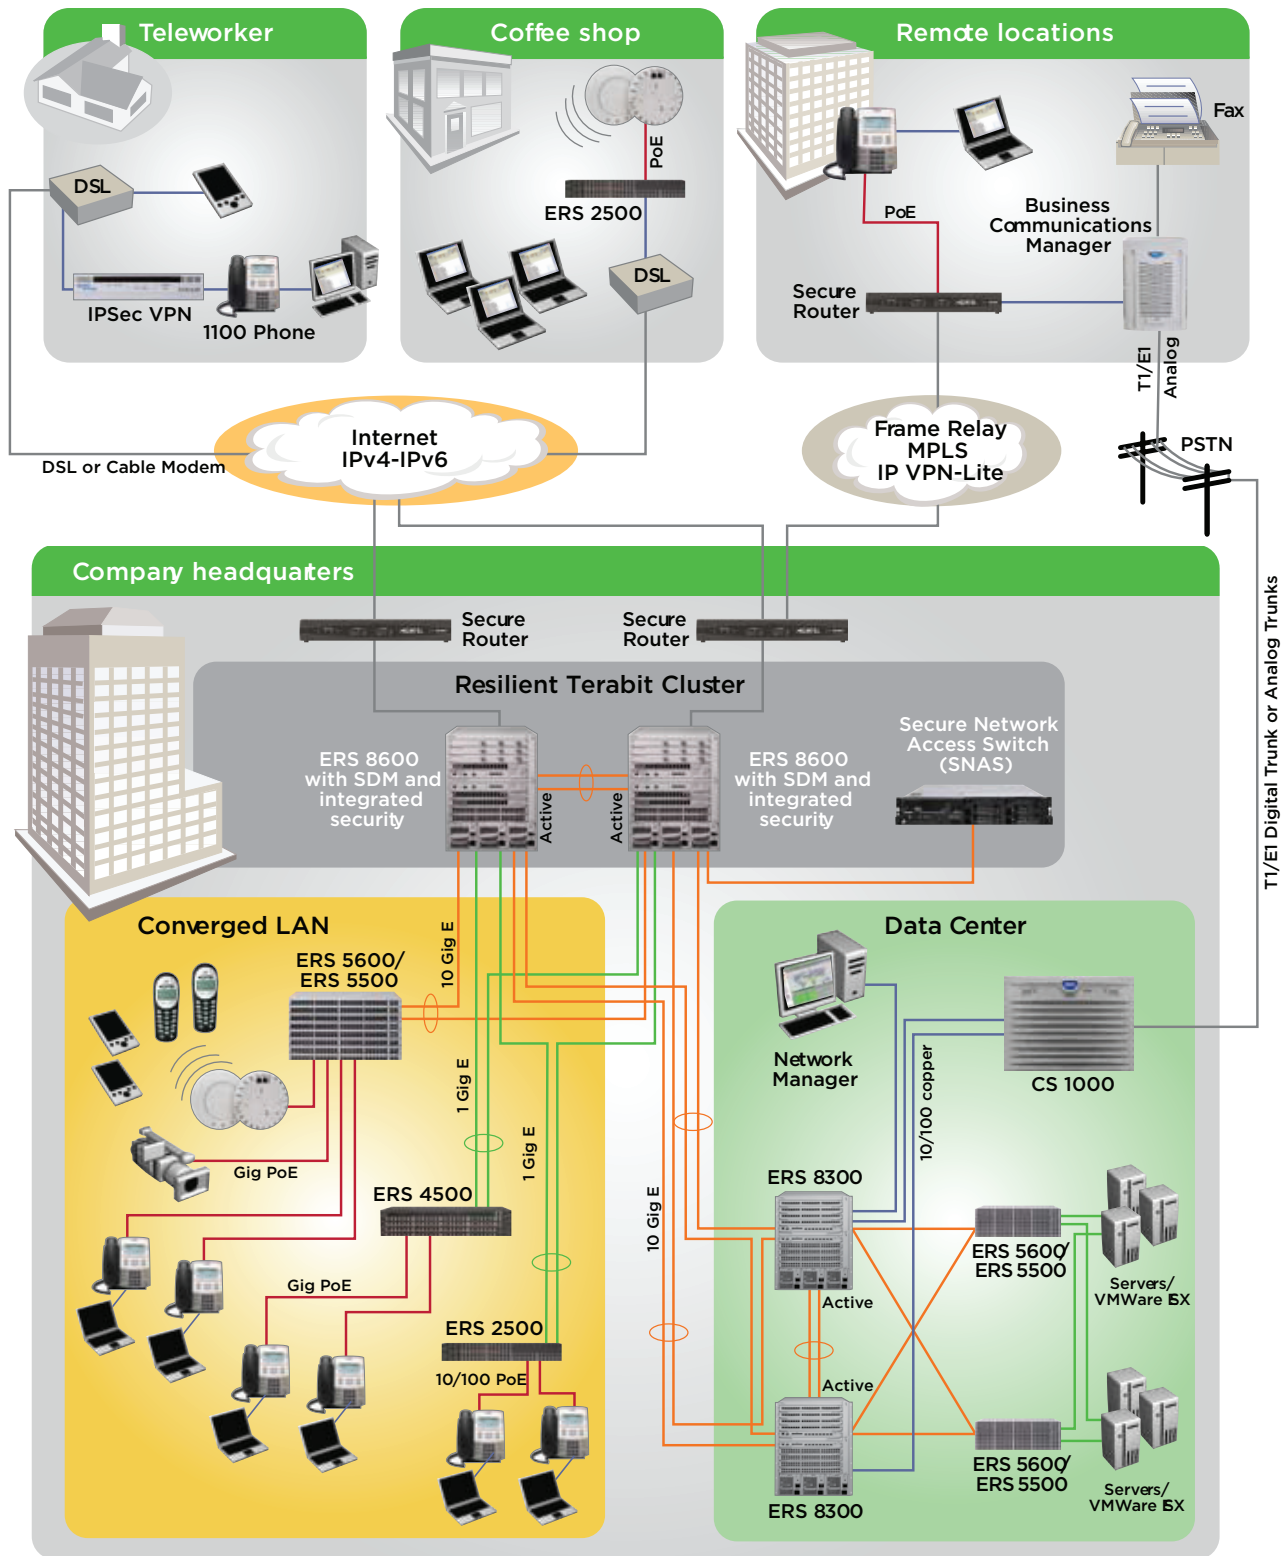 Teleworker
Coffee shop
Remote locations
DSL
IPSec VPN
1100 Phone
PoE
ERS 2500
DSL
Fax
PoE
Business
Communications
Manager
Secure
Router
T1/E1
Analog
Internet
IPv4-IPv6
DSL or Cable Modem
Frame Relay
MPLS
IP VPN-Lite
PSTN
T1/E1 Digital Trunk or Analog Trunks
Company headquarters
Secure
Router
Secure
Router
Resilient Terabit Cluster
ERS 8600
with SDM and
integrated
security
Active
Active
ERS 8600
with SDM and
integrated
security
Secure Network
Access Switch
(SNAS)
Converged LAN
ERS 5600/
ERS 5500
10 Gig E
1 Gig E
1 Gig E
Gig PoE
ERS 4500
Gig PoE
ERS 2500
10/100 PoE
10 Gig E
Data Center
Network
Manager
10/100 copper
CS 1000
ERS 8300
Active
ERS 5600/
ERS 5500
Servers/
VMWare ESX
Active
ERS 8300
ERS 5600/
ERS 5500
Servers/
VMWare ESX